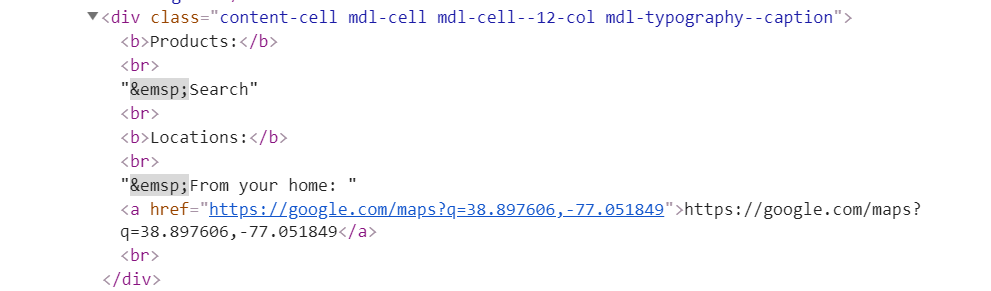 <div class="content-cell mdl-cell mdl-cell--12-col mdl-typography--caption">
<b>Products:</b>
<br>
"&emsp;Search"
<br>
<b>Locations:</b>
<br>
"&emsp;From your home: "
<a href="https://google.com/maps?q=38.897606,-77.051849">https://google.com/maps?
q=38.897606,-77.051849</a>
<br>
</div>